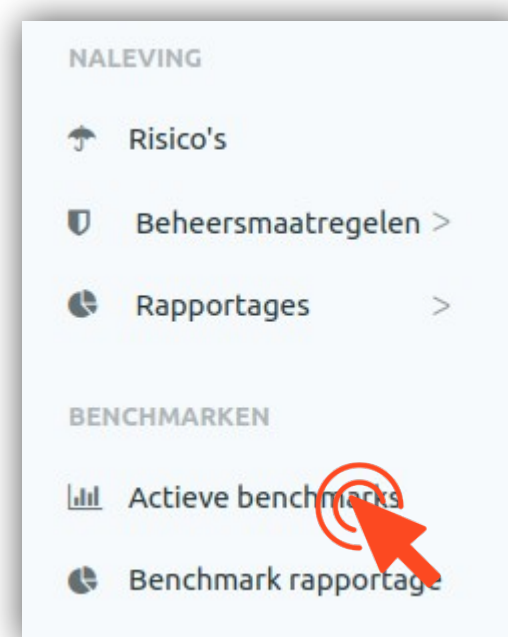 NALEVING
Risico's
Beheersmaatregelen >
Rapportages >
BENCHMARKEN
Actieve benchmarks
Benchmark rapportage